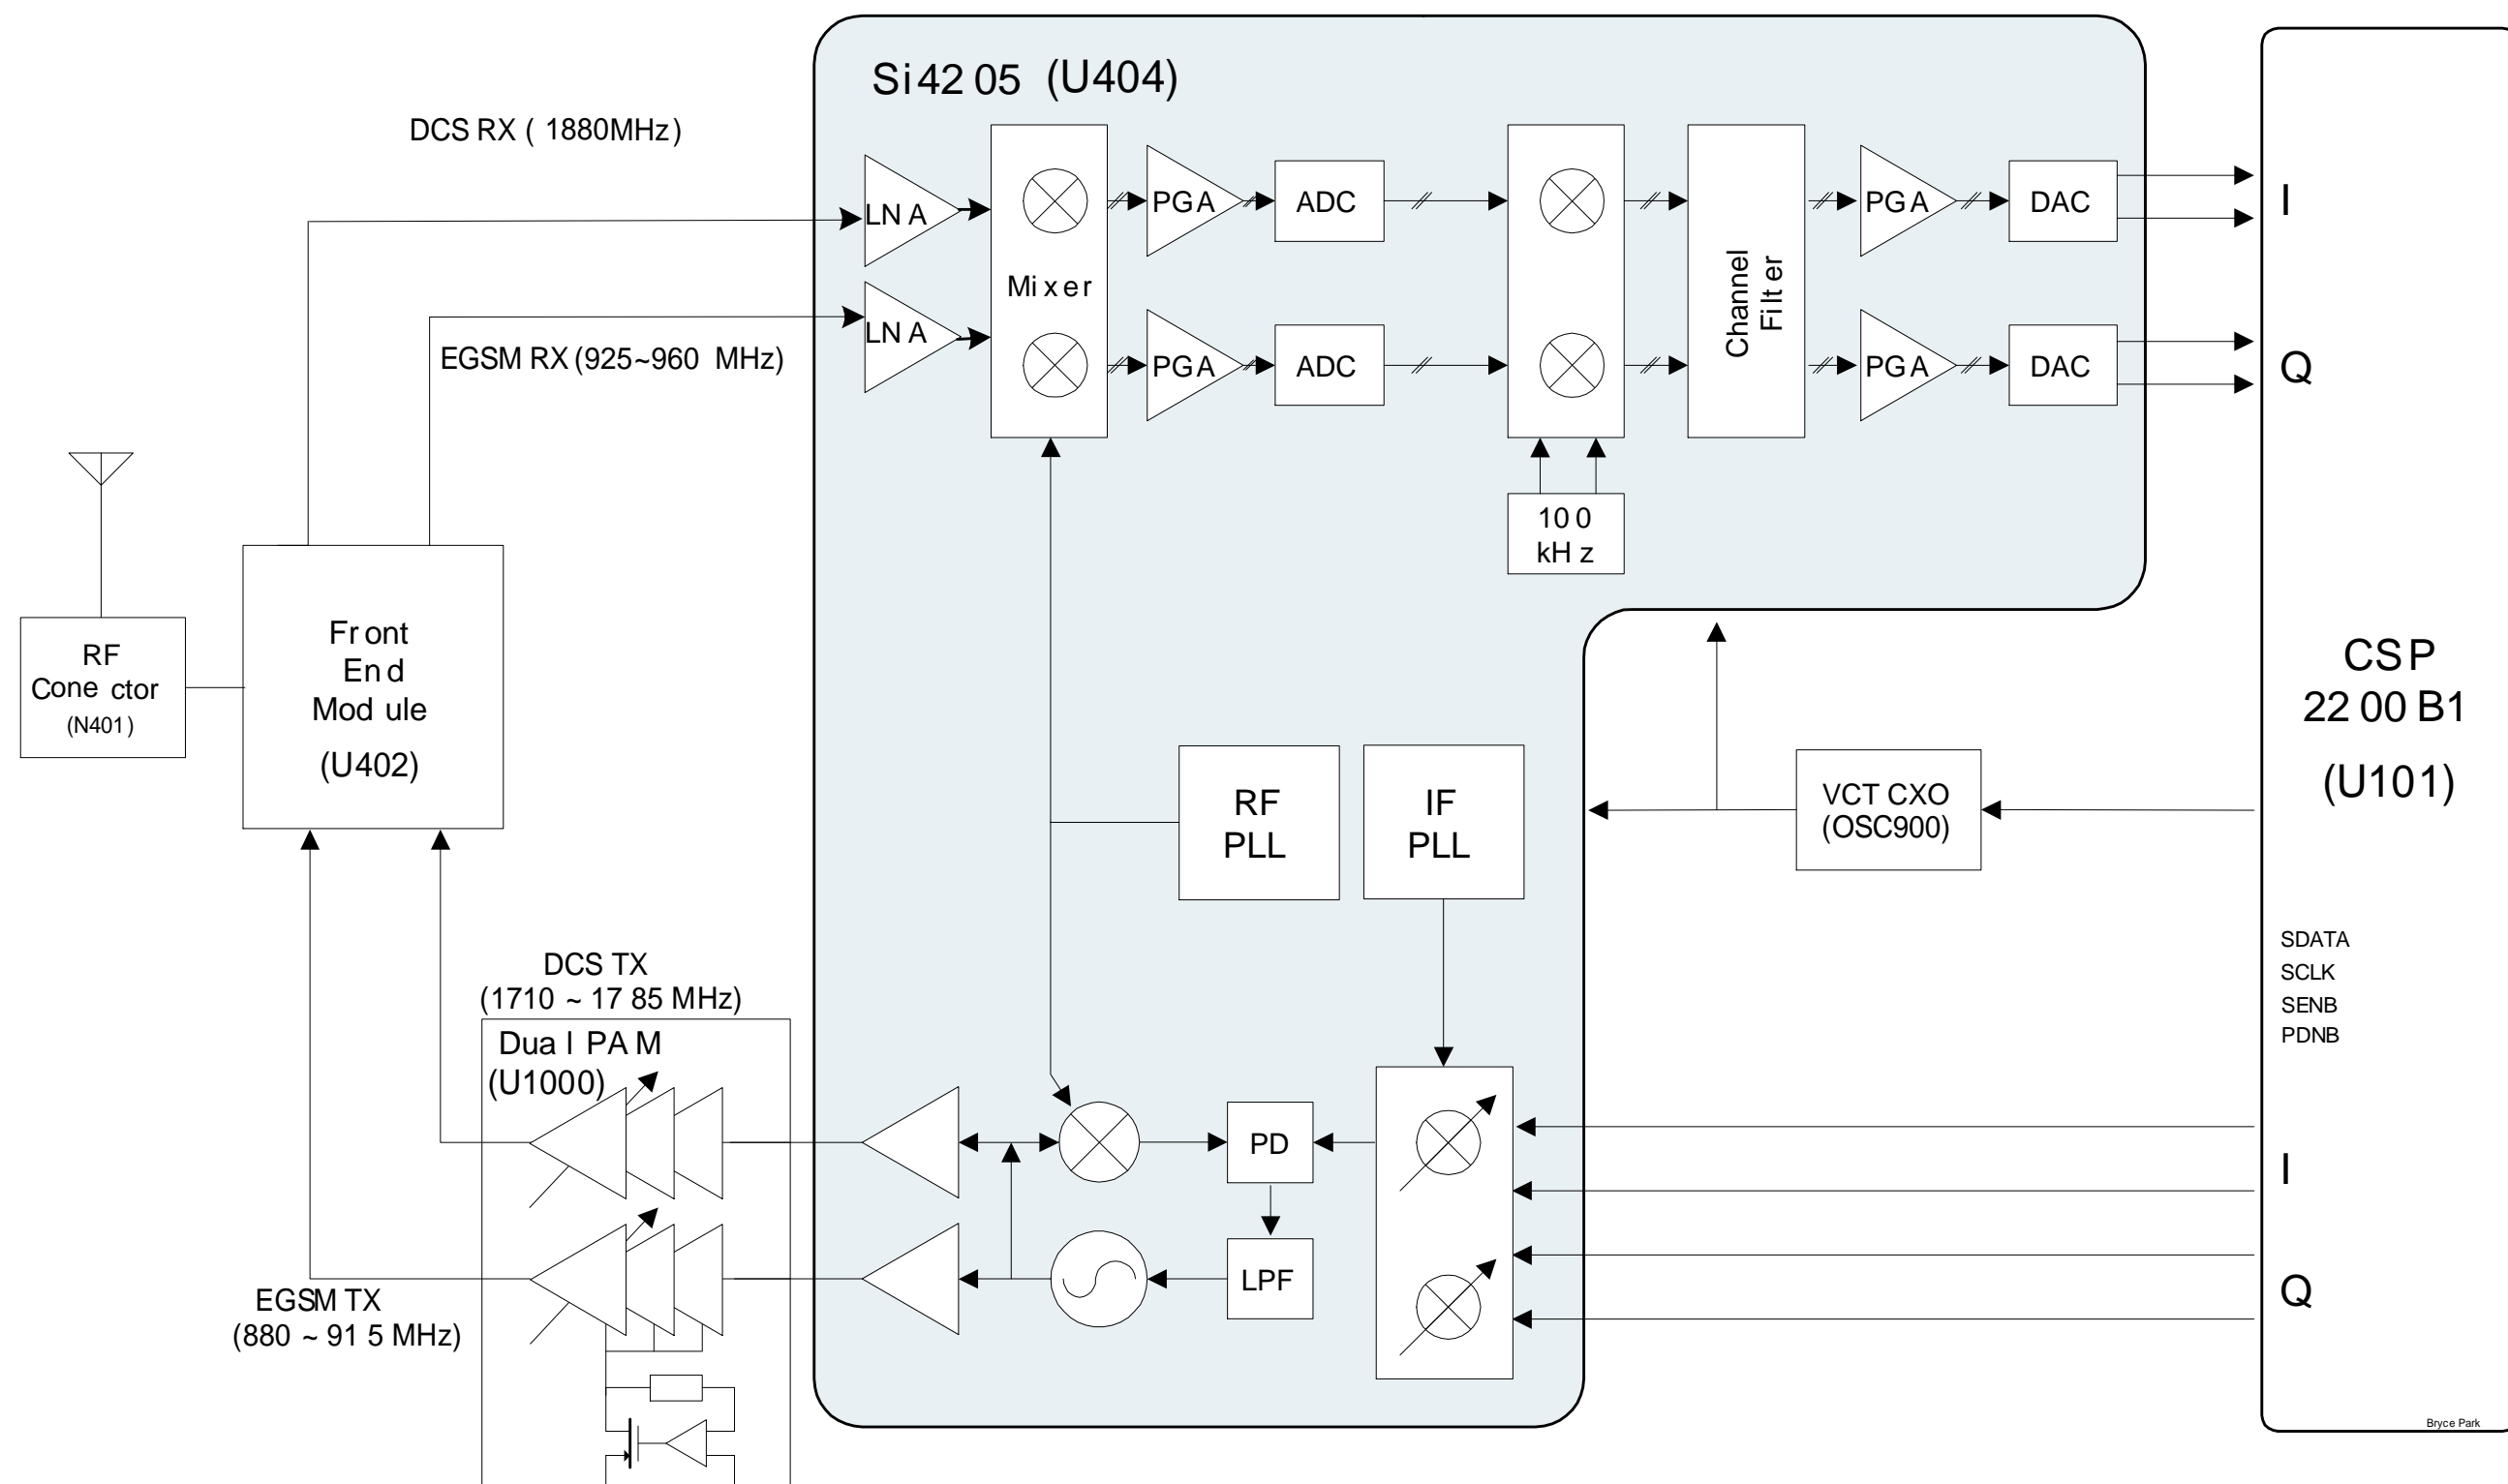 Si4205 (U404)
DCS RX ( 1880MHz)
LNA
PGA
ADC
PGA
DAC
I
Mixer
Channel
Filter
LNA
EGSM RX (925~960 MHz)
PGA
ADC
PGA
DAC
Q
100
kHz
RF
Conector
(N401)
Front
End
Module
(U402)
CSP
2200B1
(U101)
RF
PLL
IF
PLL
VCTCXO
(OSC900)
SDATA
SCLK
SENB
PDNB
DCS TX
(1710 ~ 1785 MHz)
Dual PAM
(U1000)
PD
I
LPF
Q
EGSM TX
(880 ~ 915 MHz)
Bryce Park